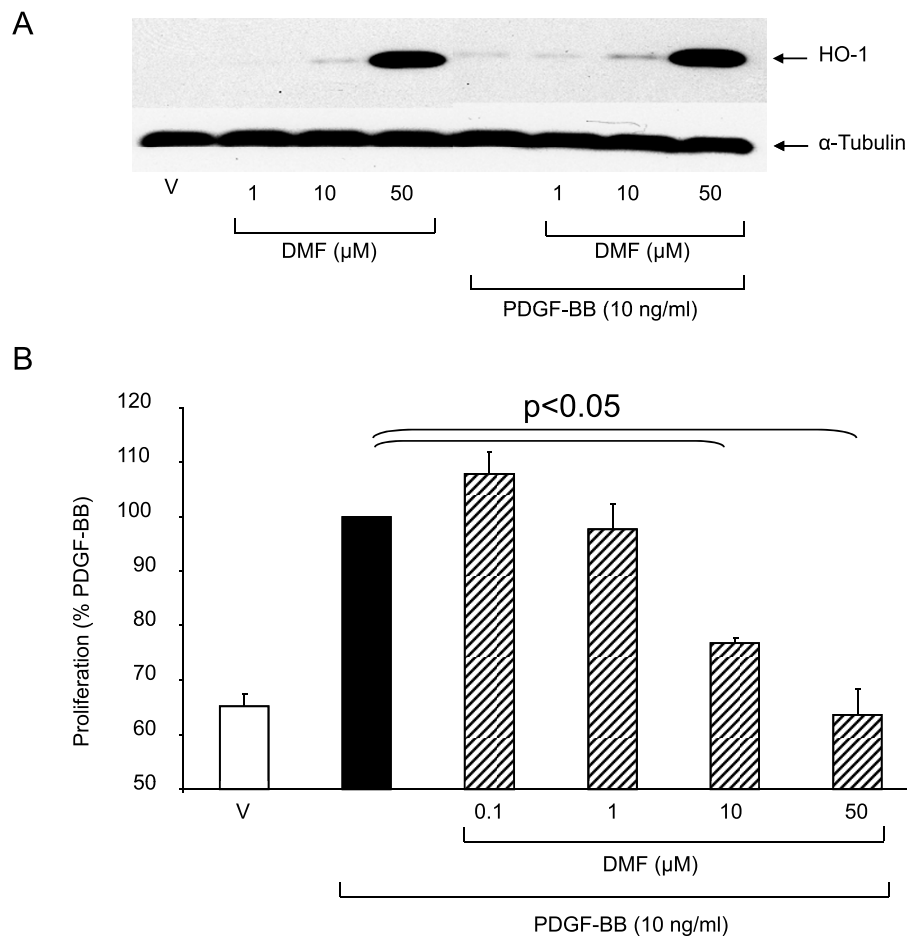 A
HO-1
α-Tubulin
V 1 10 50 1 10 50
DMF (μM) DMF (μM)
PDGF-BB (10 ng/ml)
B
p<0.05
Proliferation (% PDGF-BB)
120
110
100
90
80
70
60
50
V 0.1 1 10 50
DMF (μM)
PDGF-BB (10 ng/ml)